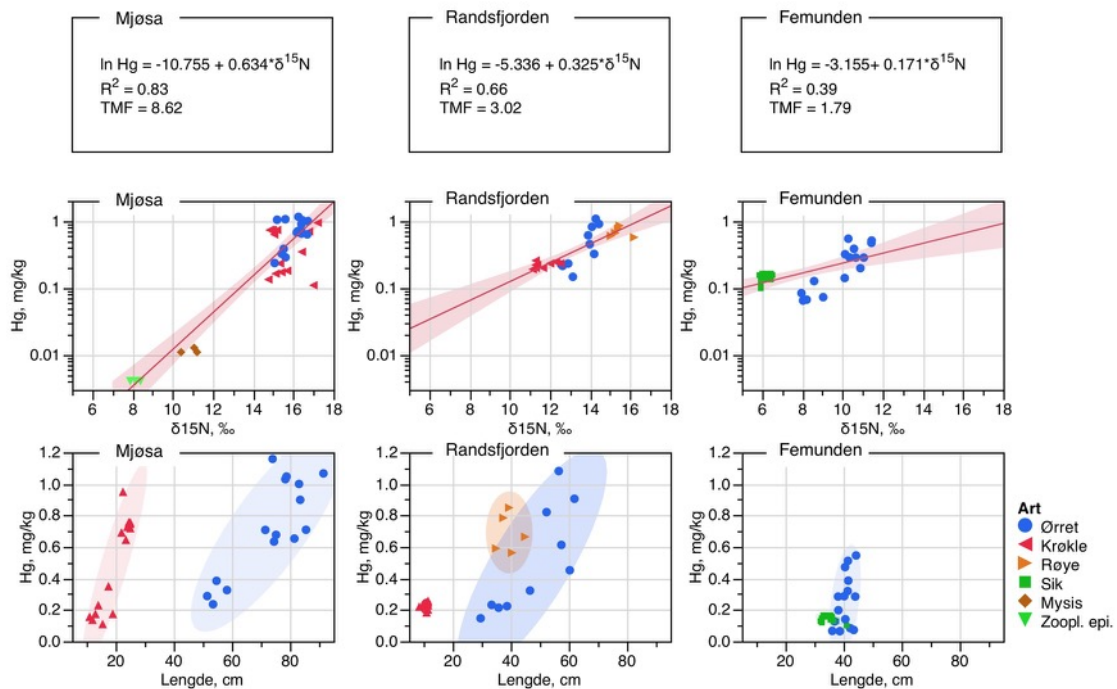 Mjøsa
ln Hg = -10.755 + 0.634*δ15N
R2 = 0.83
TMF = 8.62
Randsfjorden
ln Hg = -5.336 + 0.325*δ15N
R2 = 0.66
TMF = 3.02
Femunden
ln Hg = -3.155+ 0.171*δ15N
R2 = 0.39
TMF = 1.79
Mjøsa
Hg, mg/kg
1
0.1
0.01
6 8 10 12 14 16 18
δ15N, ‰
Randsfjorden
Hg, mg/kg
1
0.1
0.01
6 8 10 12 14 16 18
δ15N, ‰
Femunden
Hg, mg/kg
1
0.1
0.01
6 8 10 12 14 16 18
δ15N, ‰
Mjøsa
Hg, mg/kg
1.2
1.0
0.8
0.6
0.4
0.2
0.0
20 40 60 80
Lengde, cm
Randsfjorden
Hg, mg/kg
1.2
1.0
0.8
0.6
0.4
0.2
0.0
20 40 60 80
Lengde, cm
Femunden
Hg, mg/kg
1.2
1.0
0.8
0.6
0.4
0.2
0.0
20 40 60 80
Lengde, cm
Art
Ørret
Krøkle
Røye
Sik
Mysis
Zoopl. epi.